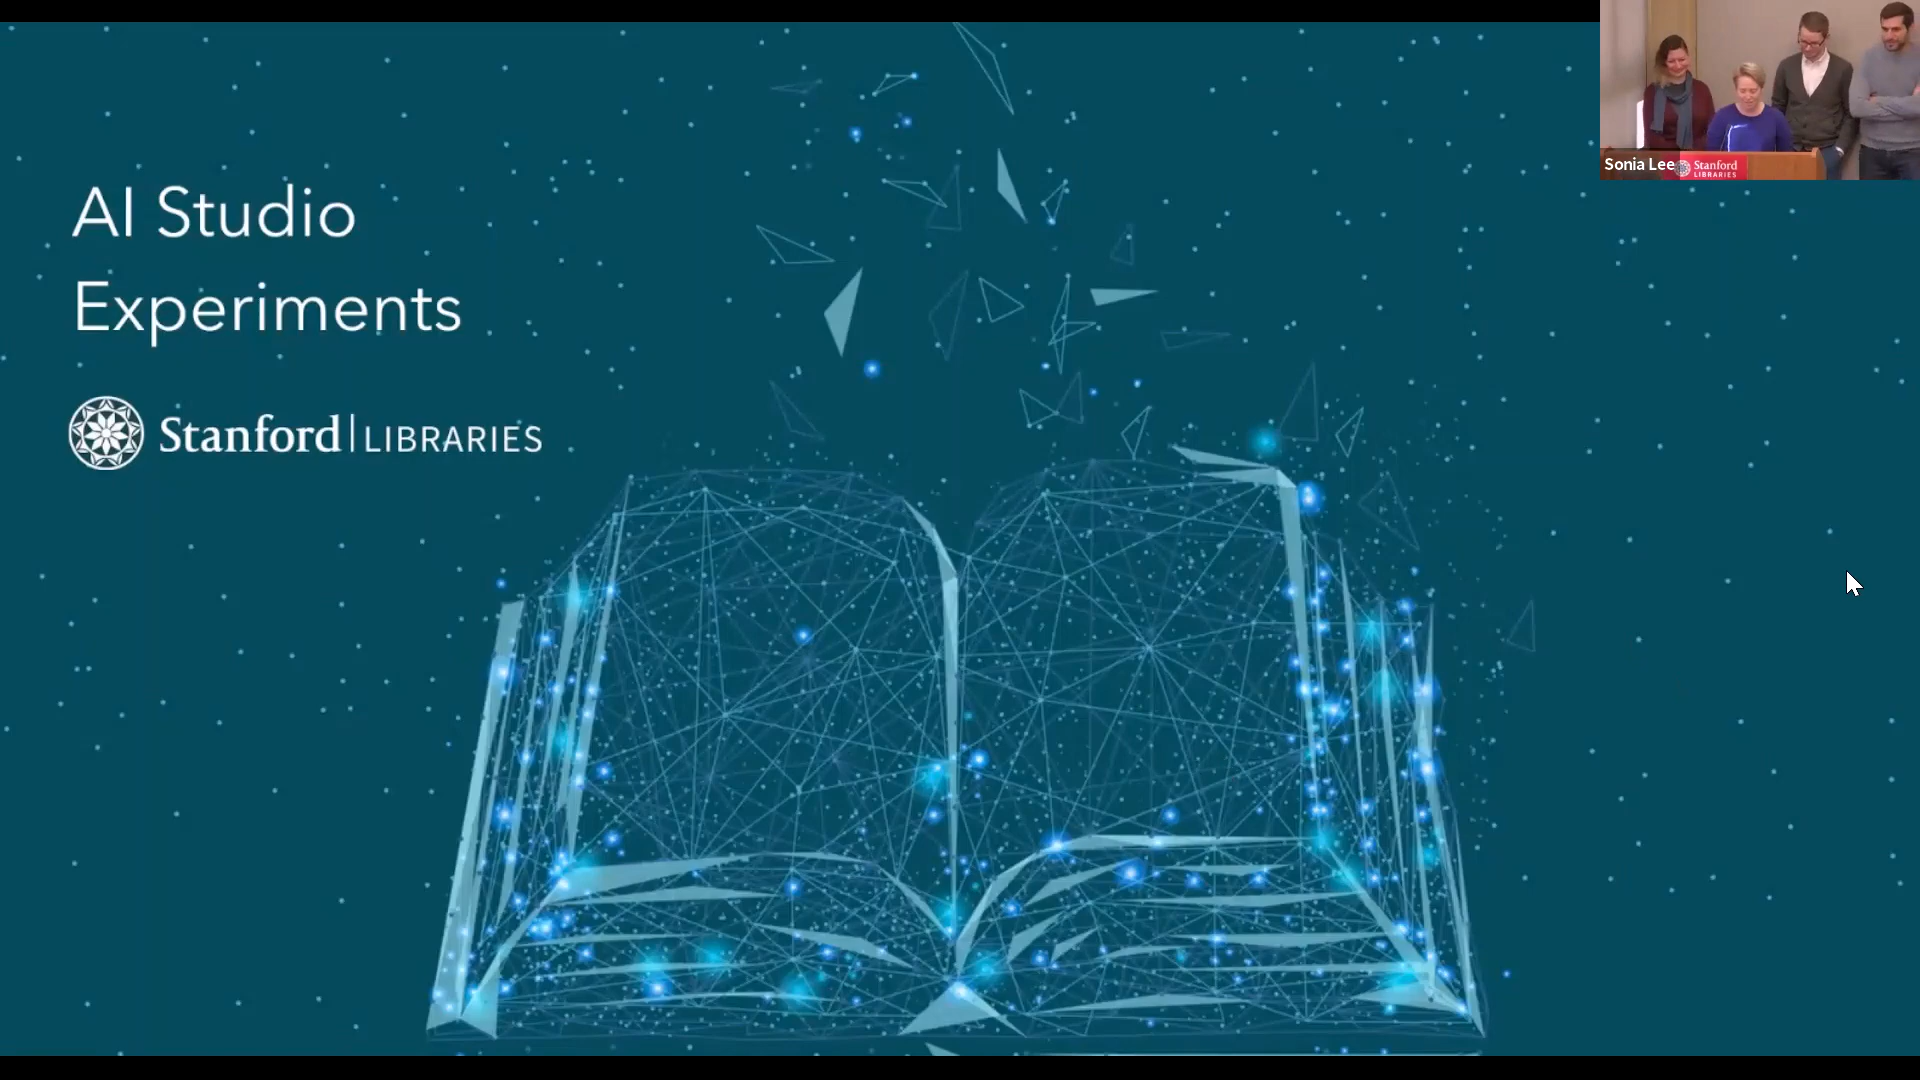 AI Studio
Experiments
Stanford | LIBRARIES
Sonia Lee
Stanford
LIBRARIES